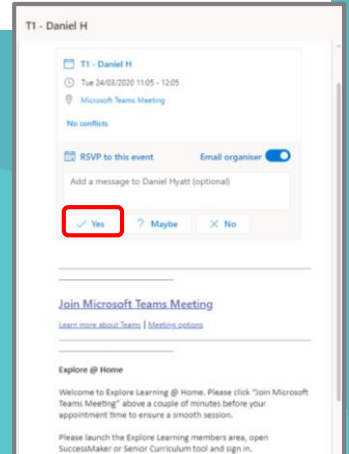 T1 - Daniel H
T1 - Daniel H
Tue 24/03/2020 11:05 - 12:05
Microsoft Teams Meeting
No conflicts
RSVP to this event Email organiser
Add a message to Daniel Hyatt (optional)
✓ Yes ? Maybe ✕ No
Join Microsoft Teams Meeting
Learn more about Teams | Meeting options
Explore @ Home
Welcome to Explore Learning @ Home. Please click "Join Microsoft
Teams Meeting" above a couple of minutes before your
appointment time to ensure a smooth session.
Please launch the Explore Learning members area, open
SuccessMaker or Senior Curriculum tool and sign in.